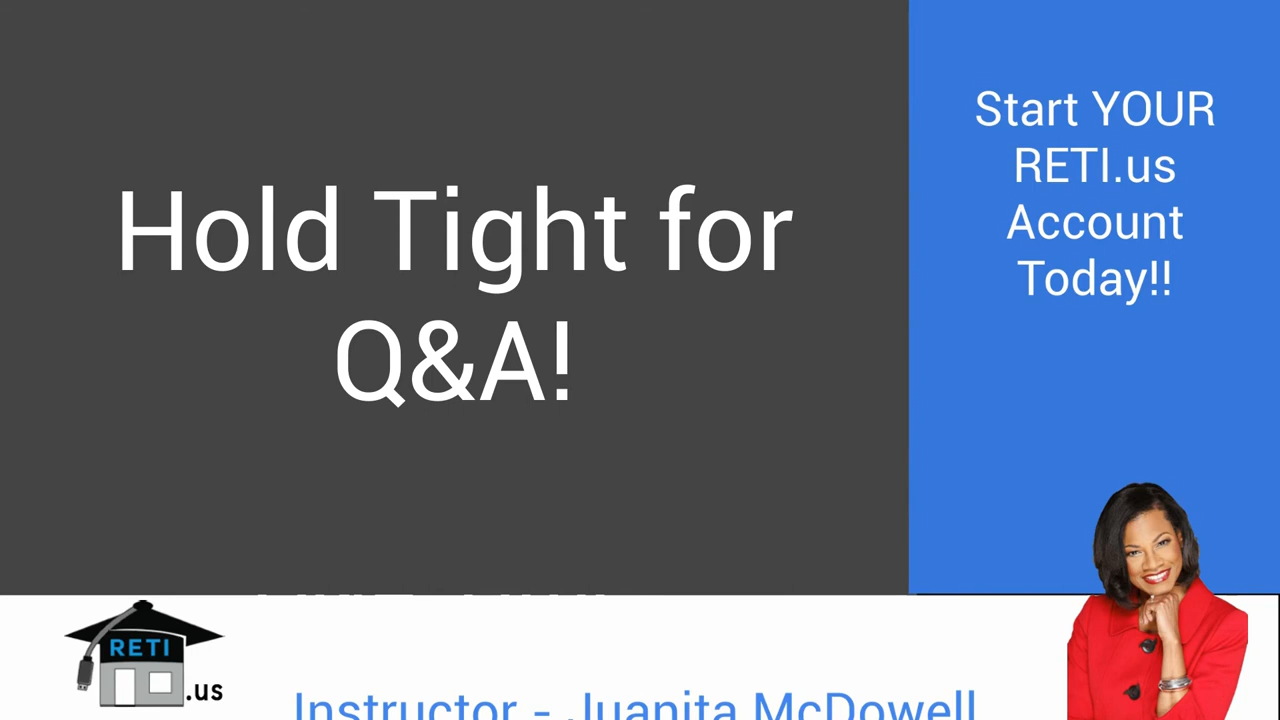 Hold Tight for
Q&A!
Start YOUR
RETI.us
Account
Today!!
RETI
.us
Instructor - Juanita McDowell